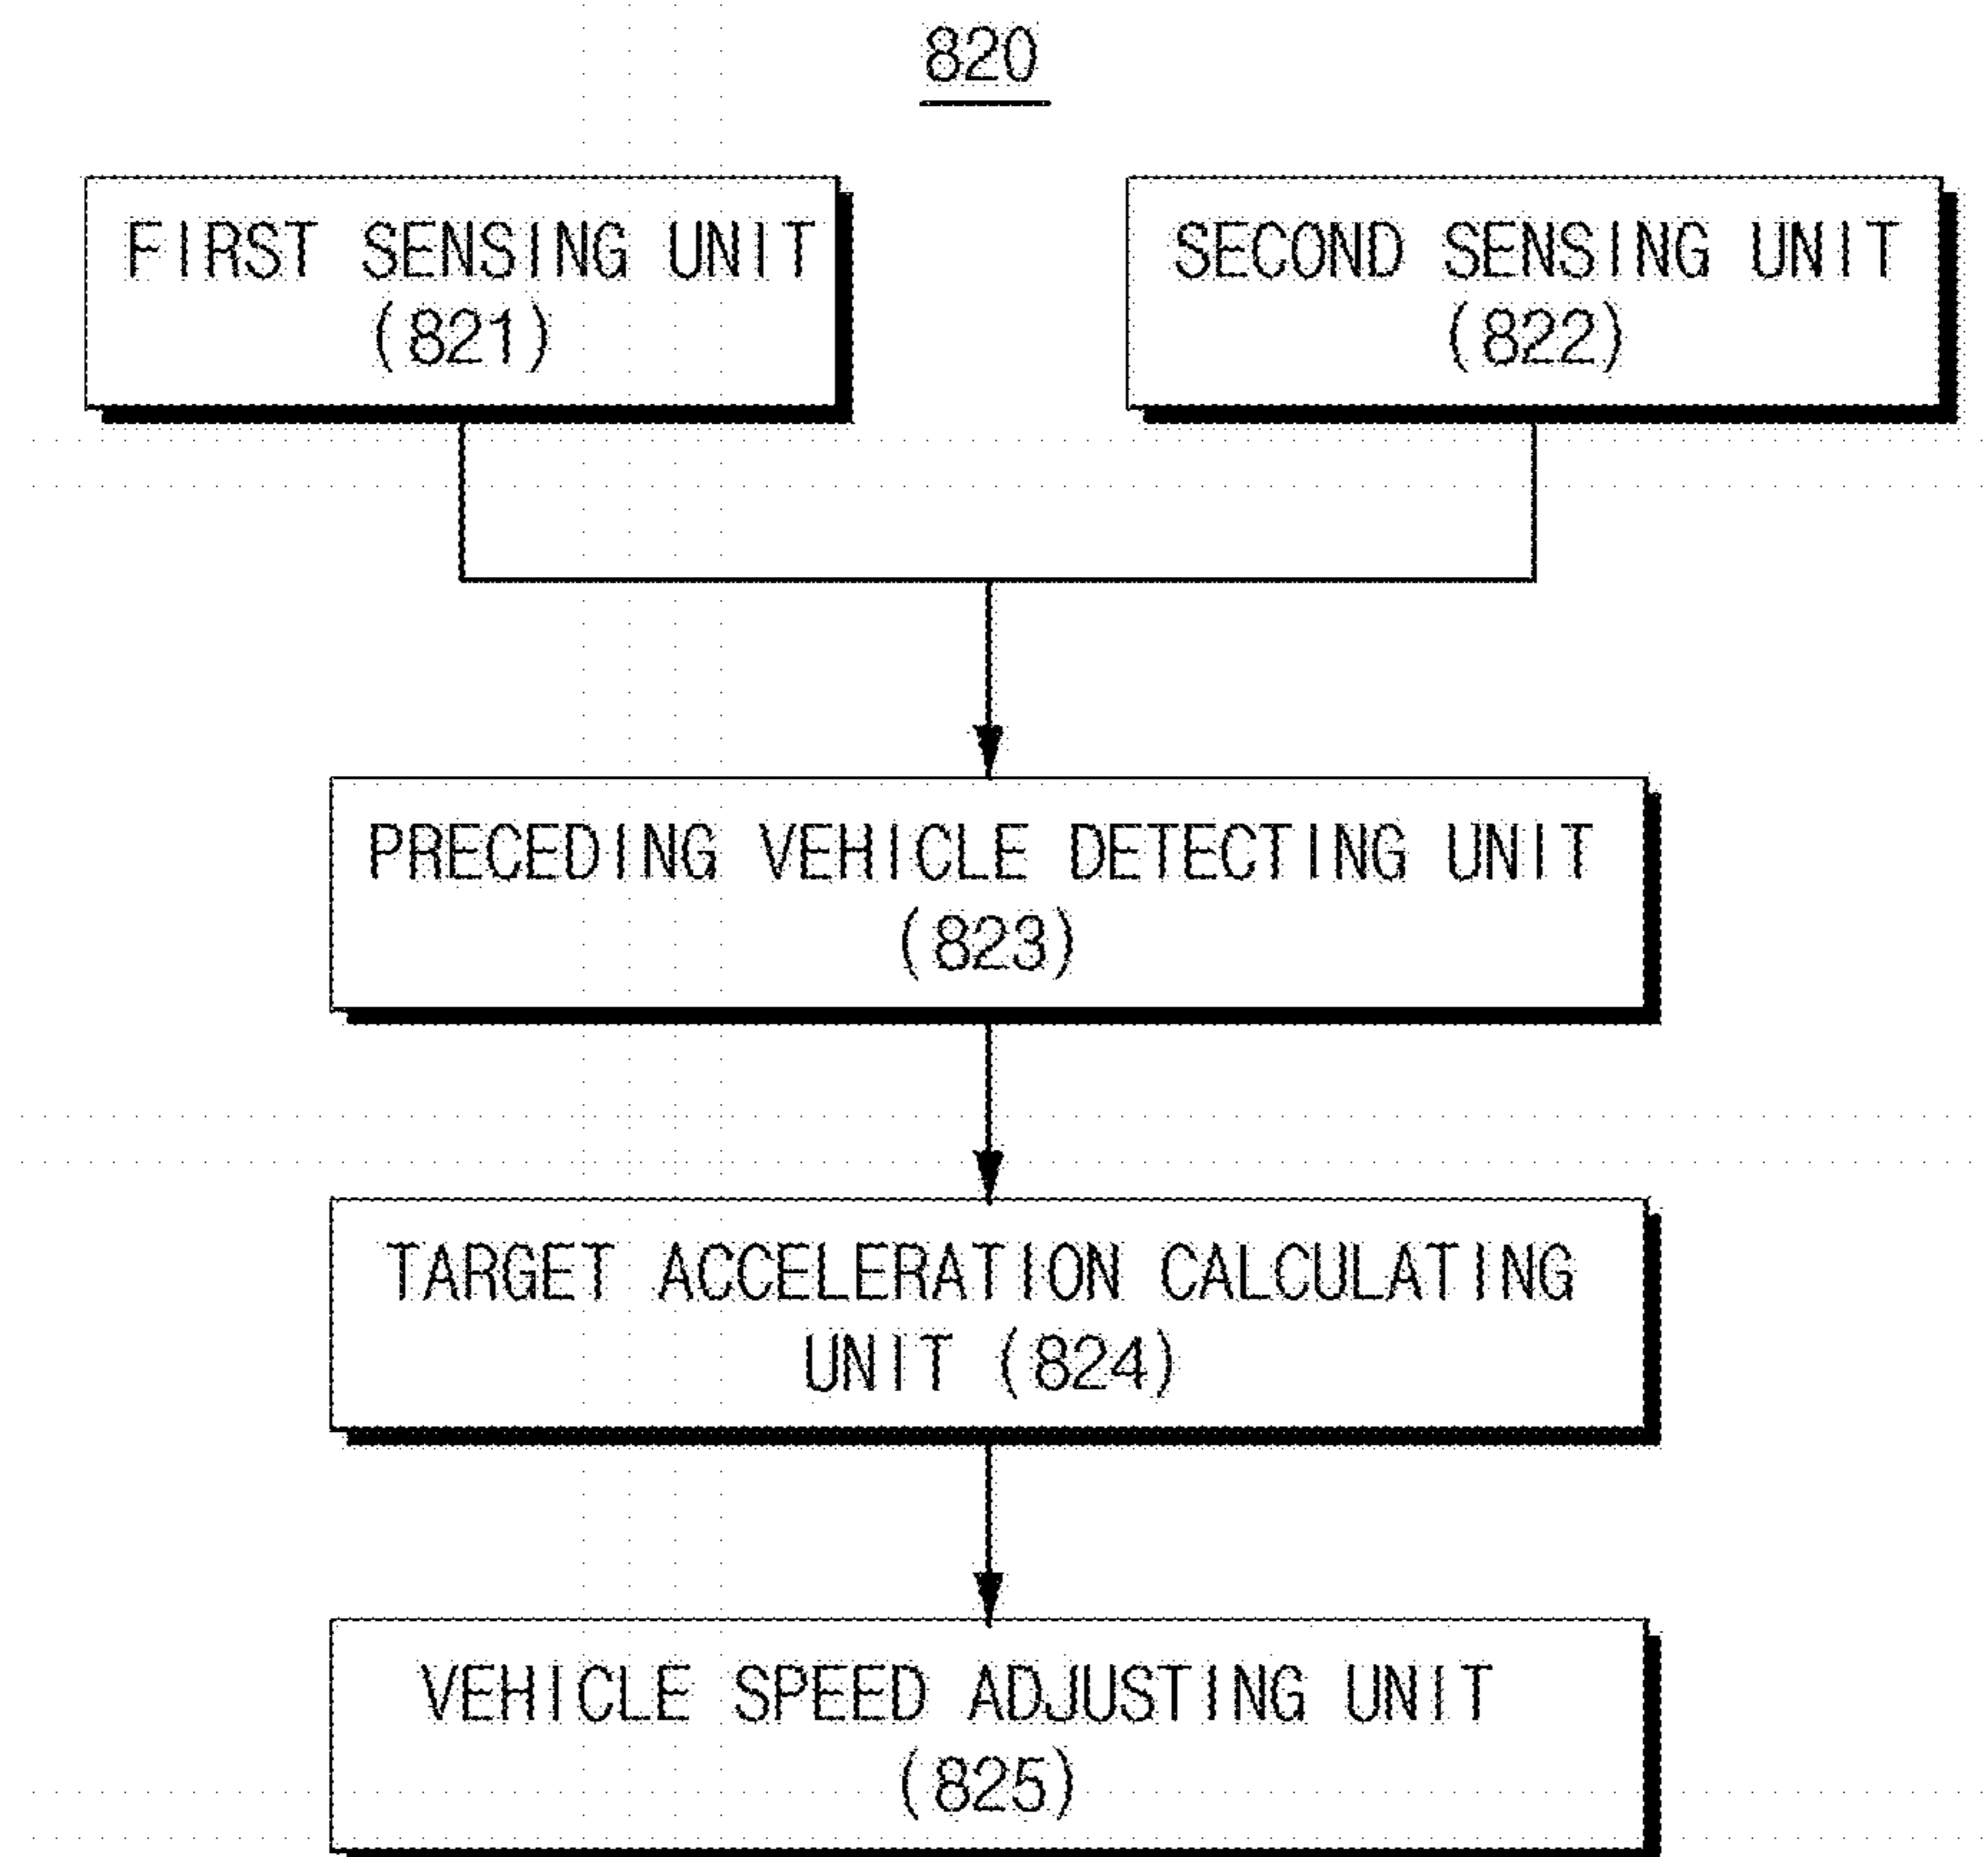 820
FIRST SENSING UNIT
(821)
SECOND SENSING UNIT
(822)
PRECEDING VEHICLE DETECTING UNIT
(823)
TARGET ACCELERATION CALCULATING
UNIT (824)
VEHICLE SPEED ADJUSTING UNIT
(825)